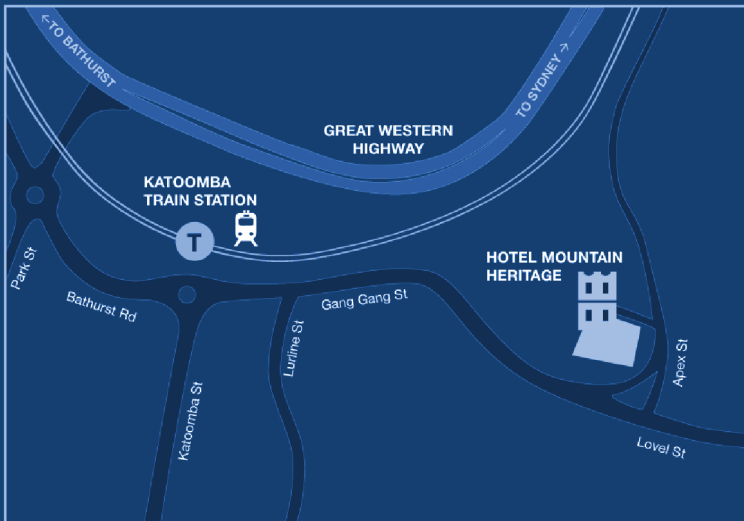 ←TO BATHURST
TO SYDNEY →
GREAT WESTERN
HIGHWAY
KATOOMBA
TRAIN STATION
T
HOTEL MOUNTAIN
HERITAGE
Park St
Bathurst Rd
Gang Gang St
Lurline St
Katoomba St
Apex St
Lovel St